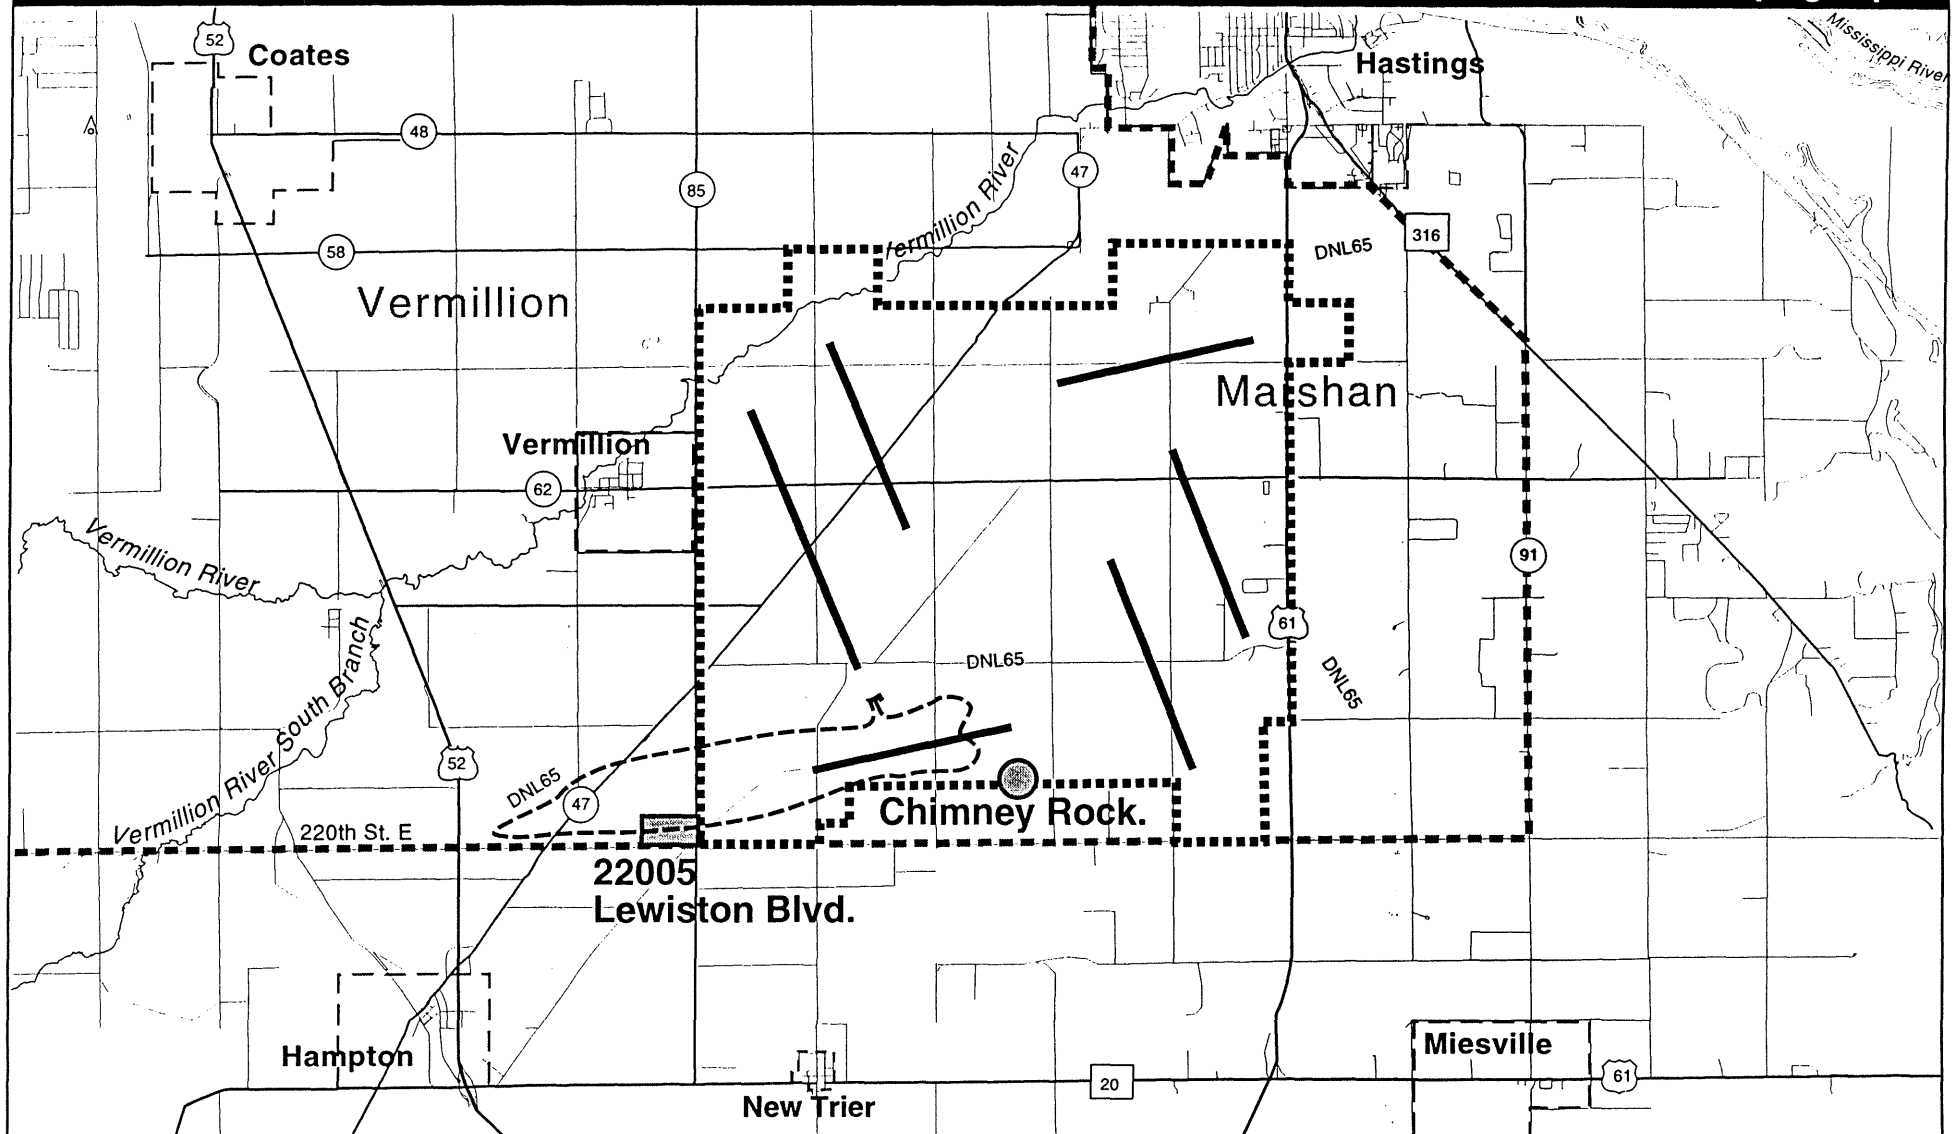 52
Coates
Hastings
Mississippi River
48
47
85
Vermillion River
58
316
DNL65
Vermillion
Marshan
Vermillion
62
Vermillion River
91
61
DNL65
DNL65
Vermillion River South Branch
52
DNL65
47
Chimney Rock.
220th St. E
22005
Lewiston Blvd.
Hampton
New Trier
20
Miesville
61